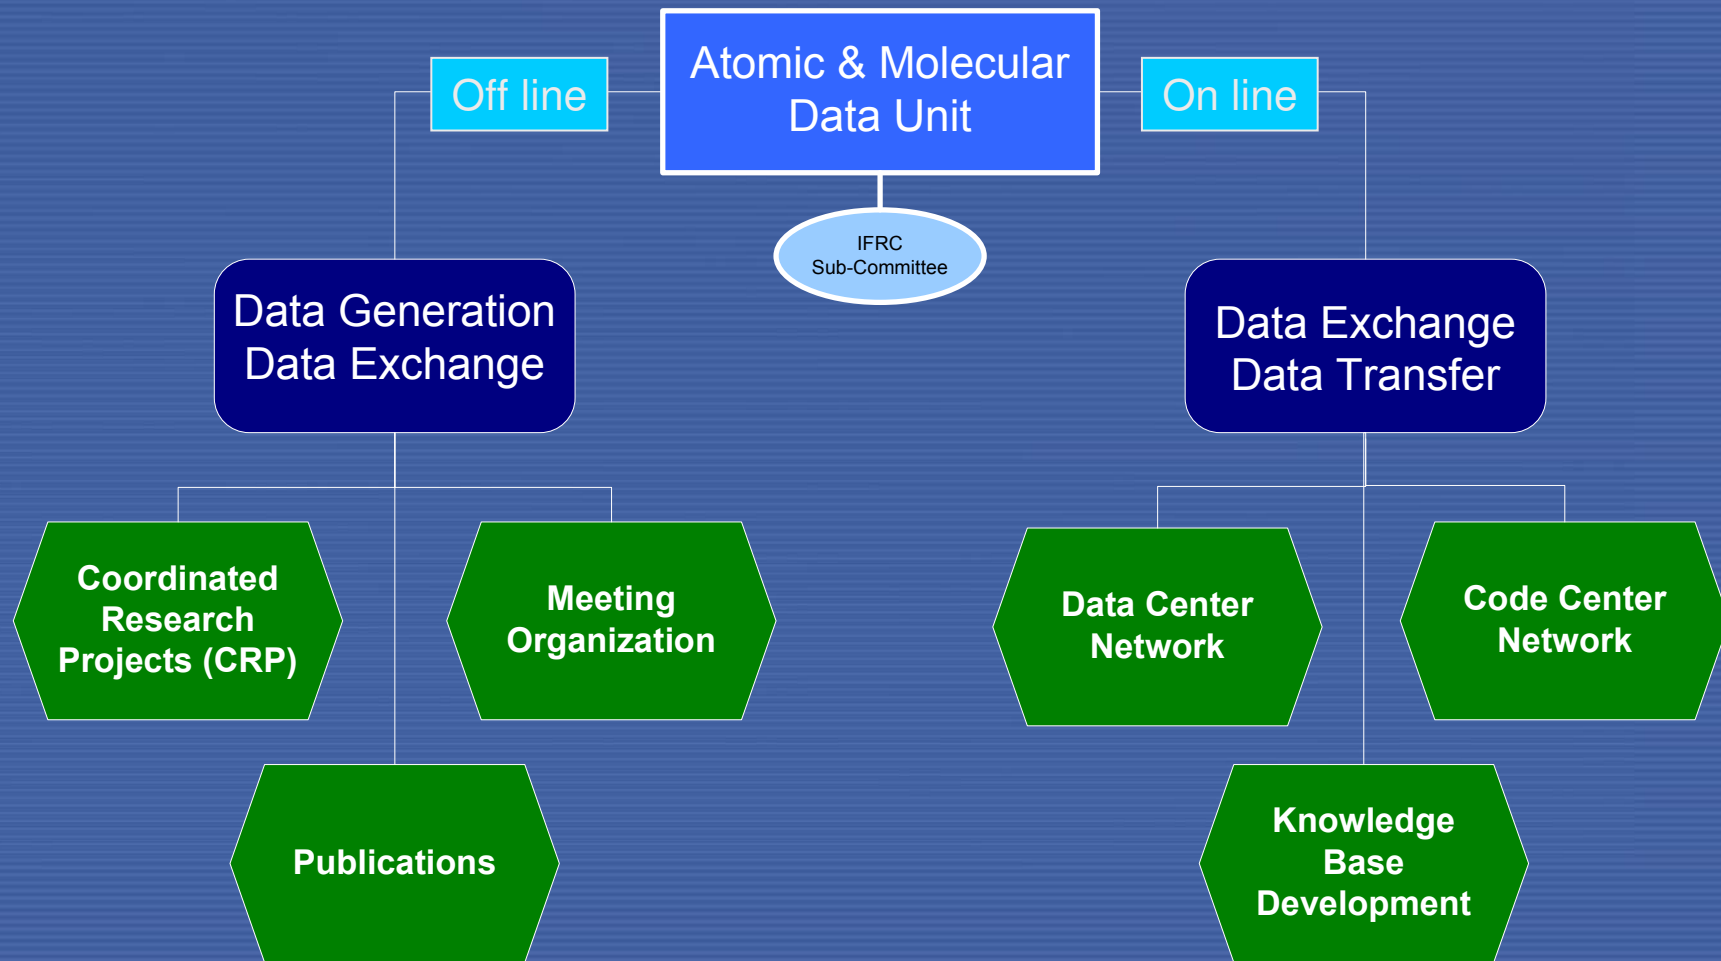 Atomic & Molecular
Data Unit
Off line
On line
IFRC
Sub-Committee
Data Generation
Data Exchange
Data Exchange
Data Transfer
Coordinated
Research
Projects (CRP)
Meeting
Organization
Data Center
Network
Code Center
Network
Publications
Knowledge
Base
Development